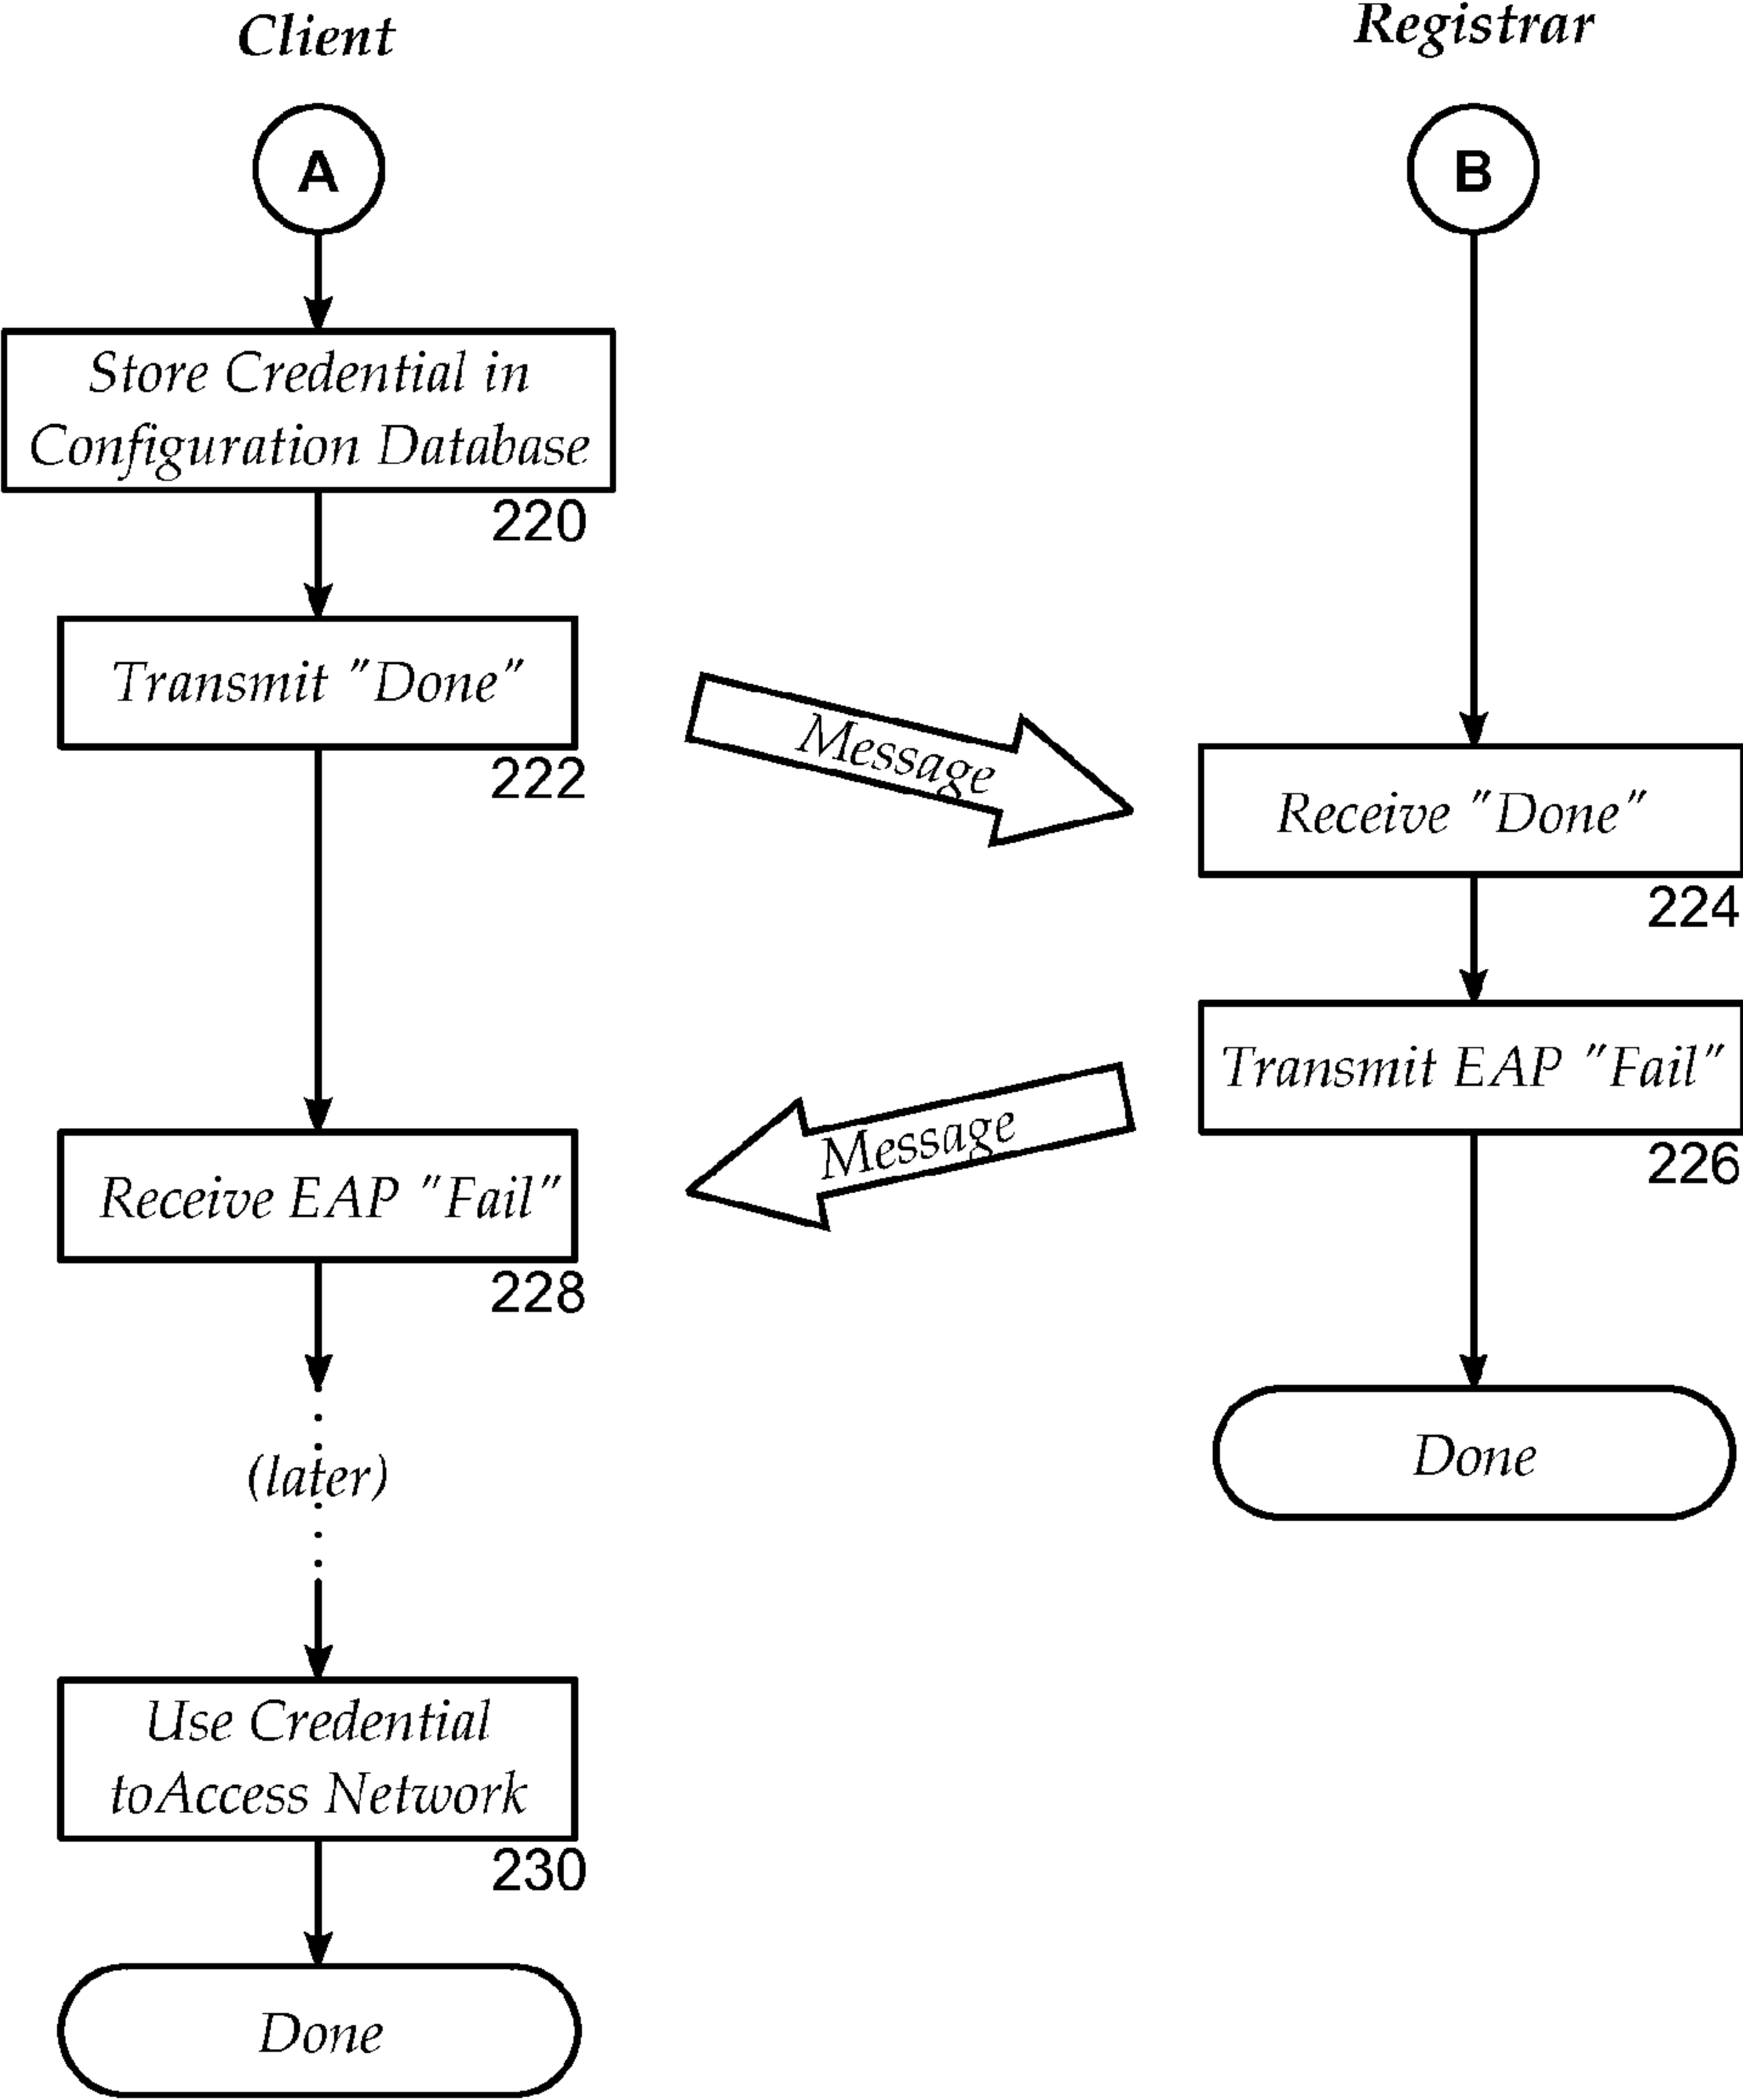 Client
Registrar
A
B
Store Credential in
Configuration Database
220
Transmit "Done"
222
Message
Receive "Done"
224
Transmit EAP "Fail"
226
Message
Receive EAP "Fail"
228
(later)
Done
Use Credential
toAccess Network
230
Done